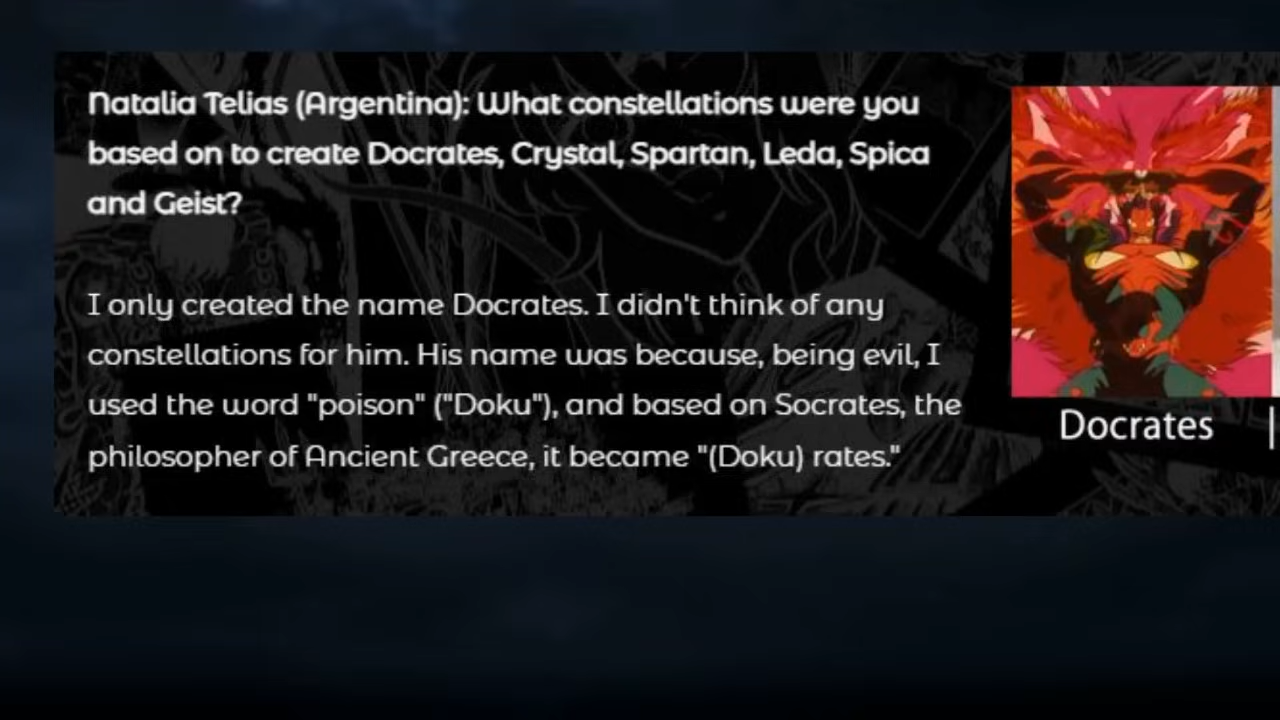 Natalia Telias (Argentina): What constellations were you
based on to create Docrates, Crystal, Spartan, Leda, Spica
and Geist?
I only created the name Docrates. I didn't think of any
constellations for him. His name was because, being evil, I
used the word "poison" ("Doku"), and based on Socrates, the
philosopher of Ancient Greece, it became "(Doku) rates."
Docrates